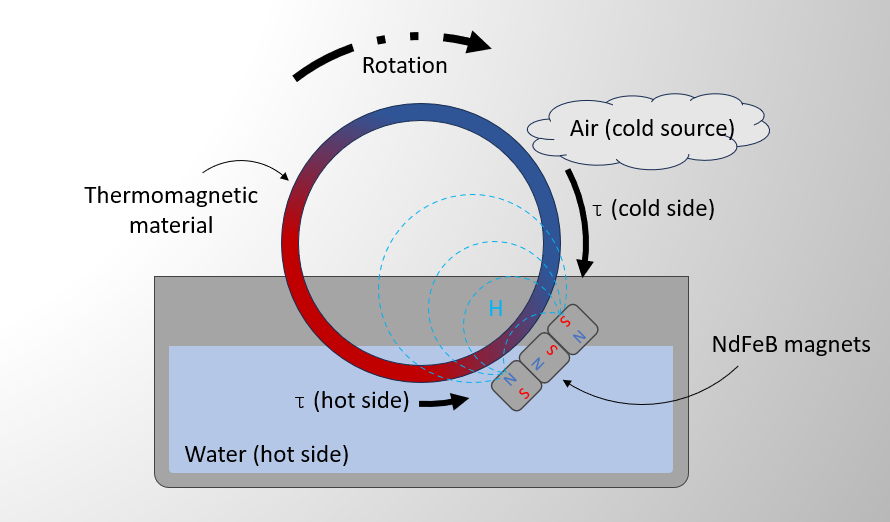 Rotation
Air (cold source)
Thermomagnetic
material
τ (cold side)
H
S
N
S
N
N
S
NdFeB magnets
τ (hot side)
Water (hot side)